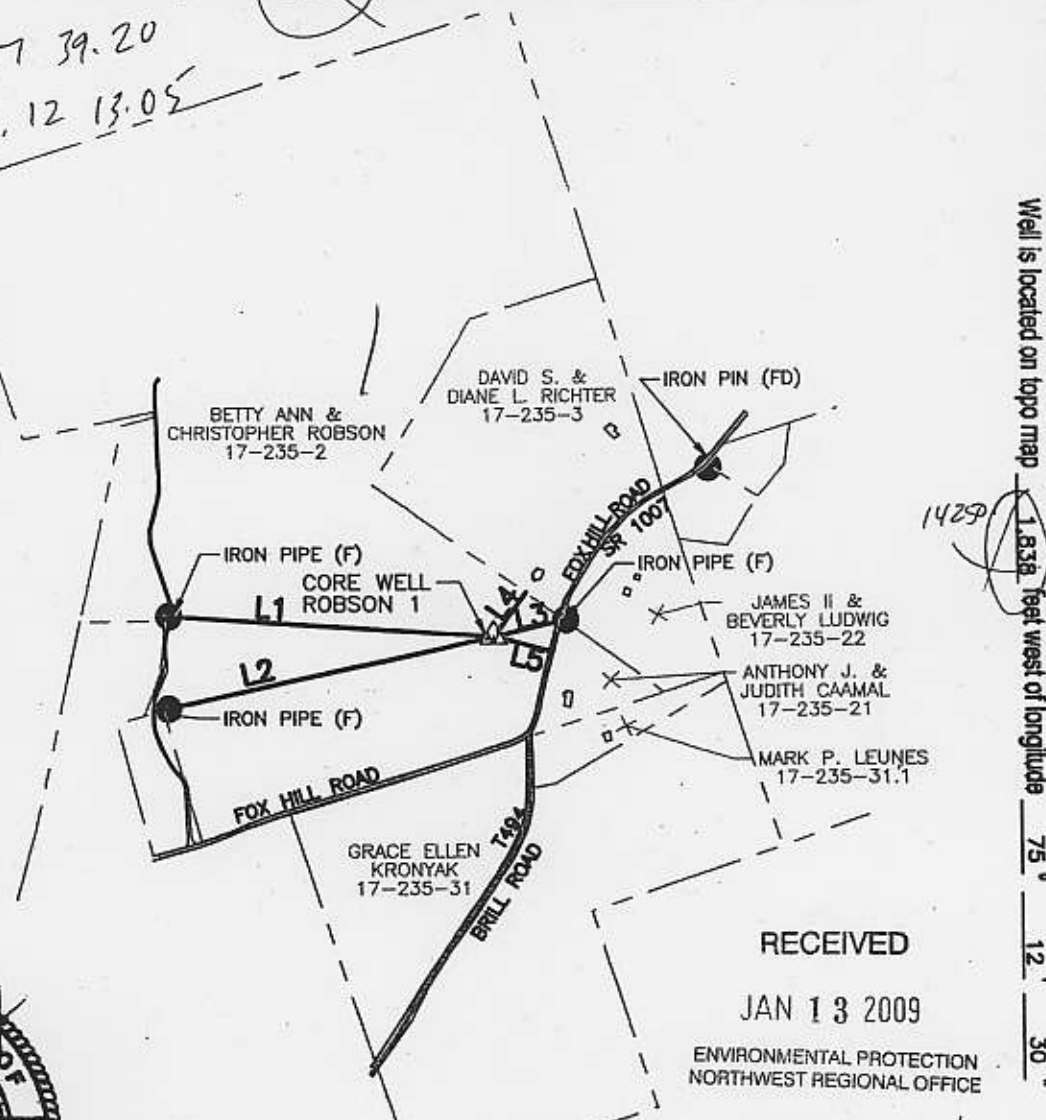 39.20
12 13.05
DAVID S. &
DIANE L. RICHTER
17-235-3
IRON PIN (FD)
BETTY ANN &
CHRISTOPHER ROBSON
17-235-2
FOX HILL ROAD
SR 1007
IRON PIPE (F)
IRON PIPE (F)
CORE WELL
ROBSON 1
L1
L4
L3
L5
L2
IRON PIPE (F)
JAMES II &
BEVERLY LUDWIG
17-235-22
ANTHONY J. &
JUDITH CAAMAL
17-235-21
MARK P. LEUNES
17-235-31.1
FOX HILL ROAD
GRACE ELLEN
KRONYAK
17-235-31
T494
BRILL ROAD
RECEIVED
JAN 13 2009
ENVIRONMENTAL PROTECTION
NORTHWEST REGIONAL OFFICE
Well is located on topo map 1,838 feet west of longitude 75 ° 12 ' 30 "
OF